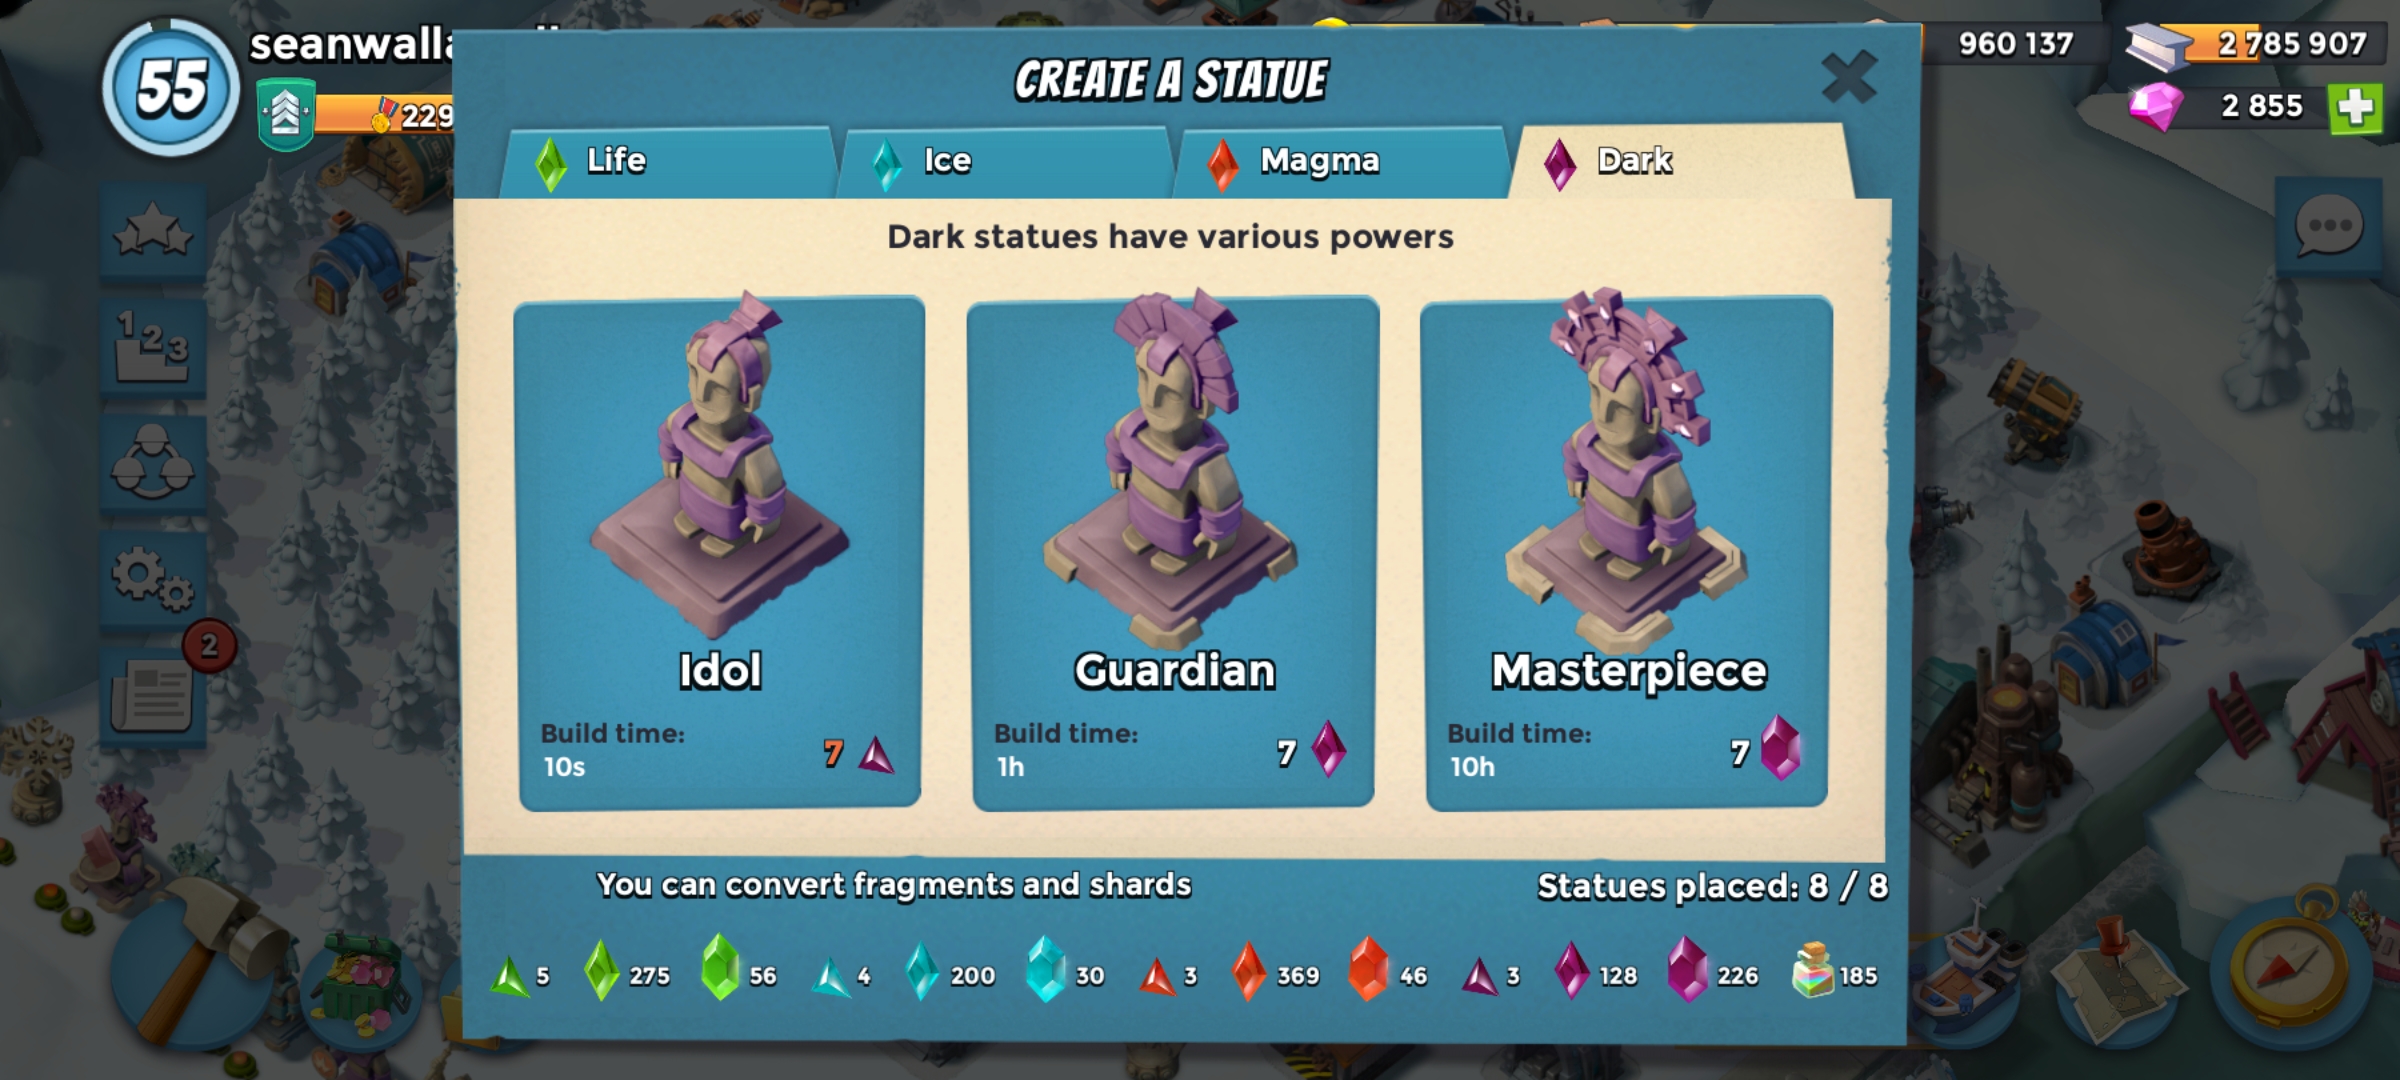 55
229
960 137
2 785 907
2 855
CREATE A STATUE
Life
Ice
Magma
Dark
Dark statues have various powers
1 2 3
2
Idol
Build time:
10s
7
Guardian
Build time:
1h
7
Masterpiece
Build time:
10h
7
You can convert fragments and shards
Statues placed: 8 / 8
5
275
56
4
200
30
3
369
46
3
128
226
185